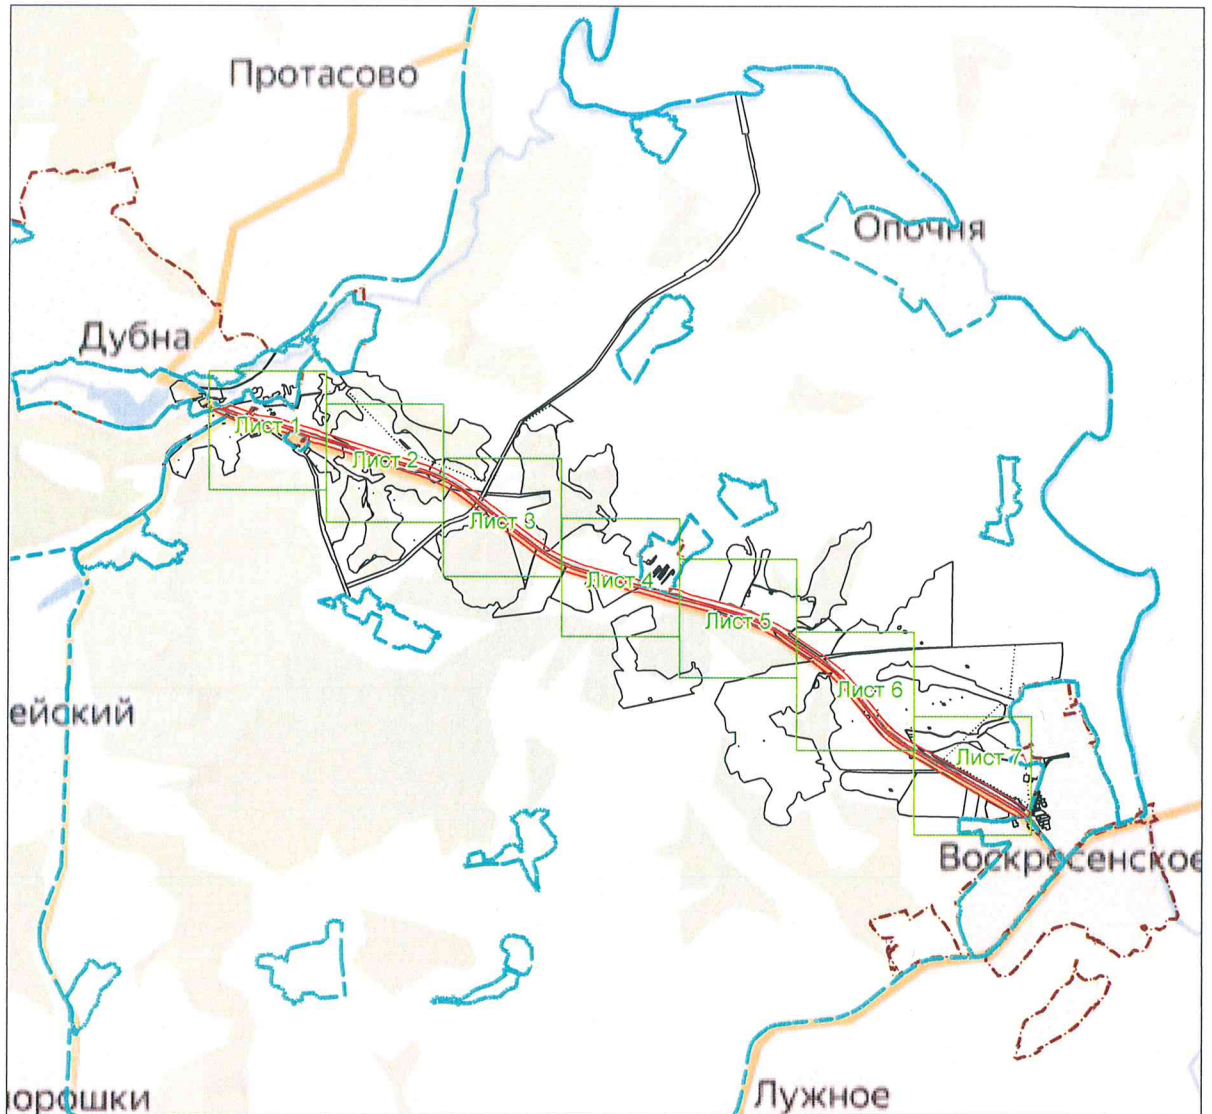 Протасово
Опочня
Дубна
Лист 1
Лист 2
Лист 3
Лист 4
Лист 5
Лист 6
ейский
Лист 7
Воскресенское
Лужное
орошки